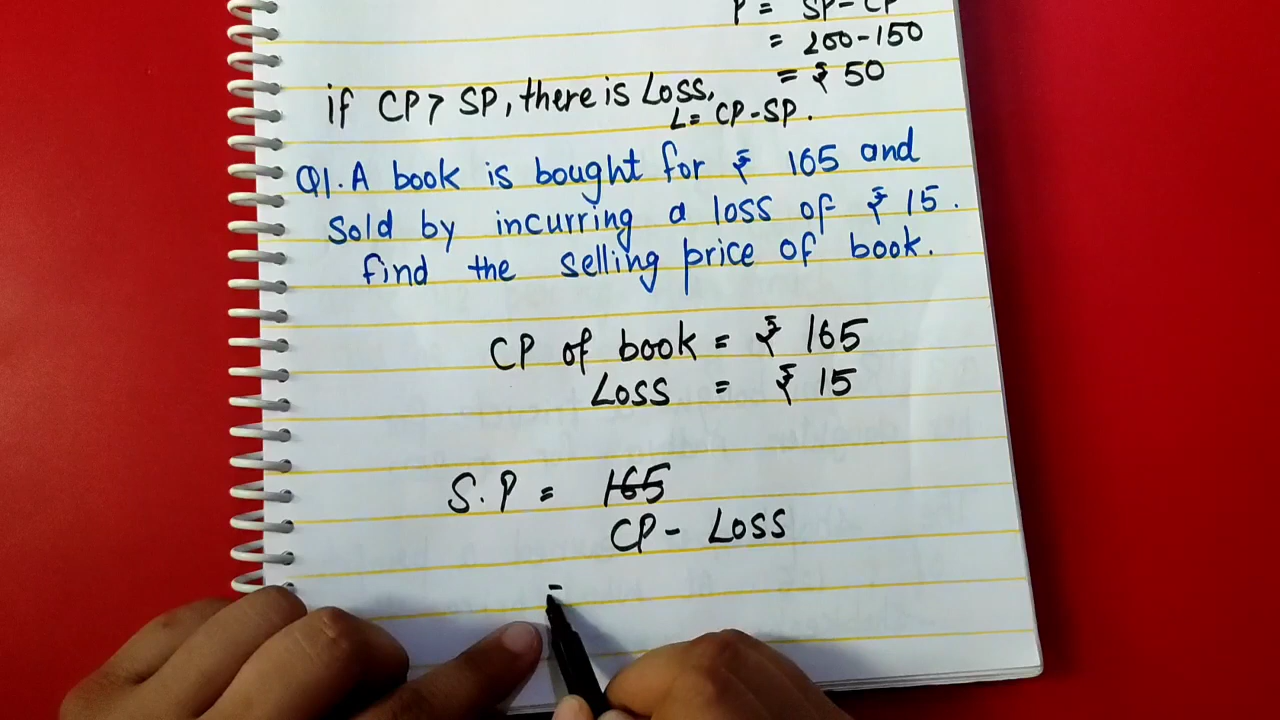 P = SP-CP
= 200-150
= ₹ 50
if CP > SP, there is Loss,
L= CP-SP.
Q1. A book is bought for ₹ 165 and
sold by incurring a loss of ₹ 15.
find the selling price of book.
CP of book = ₹ 165
Loss = ₹ 15
S.P = 165
CP - Loss
=